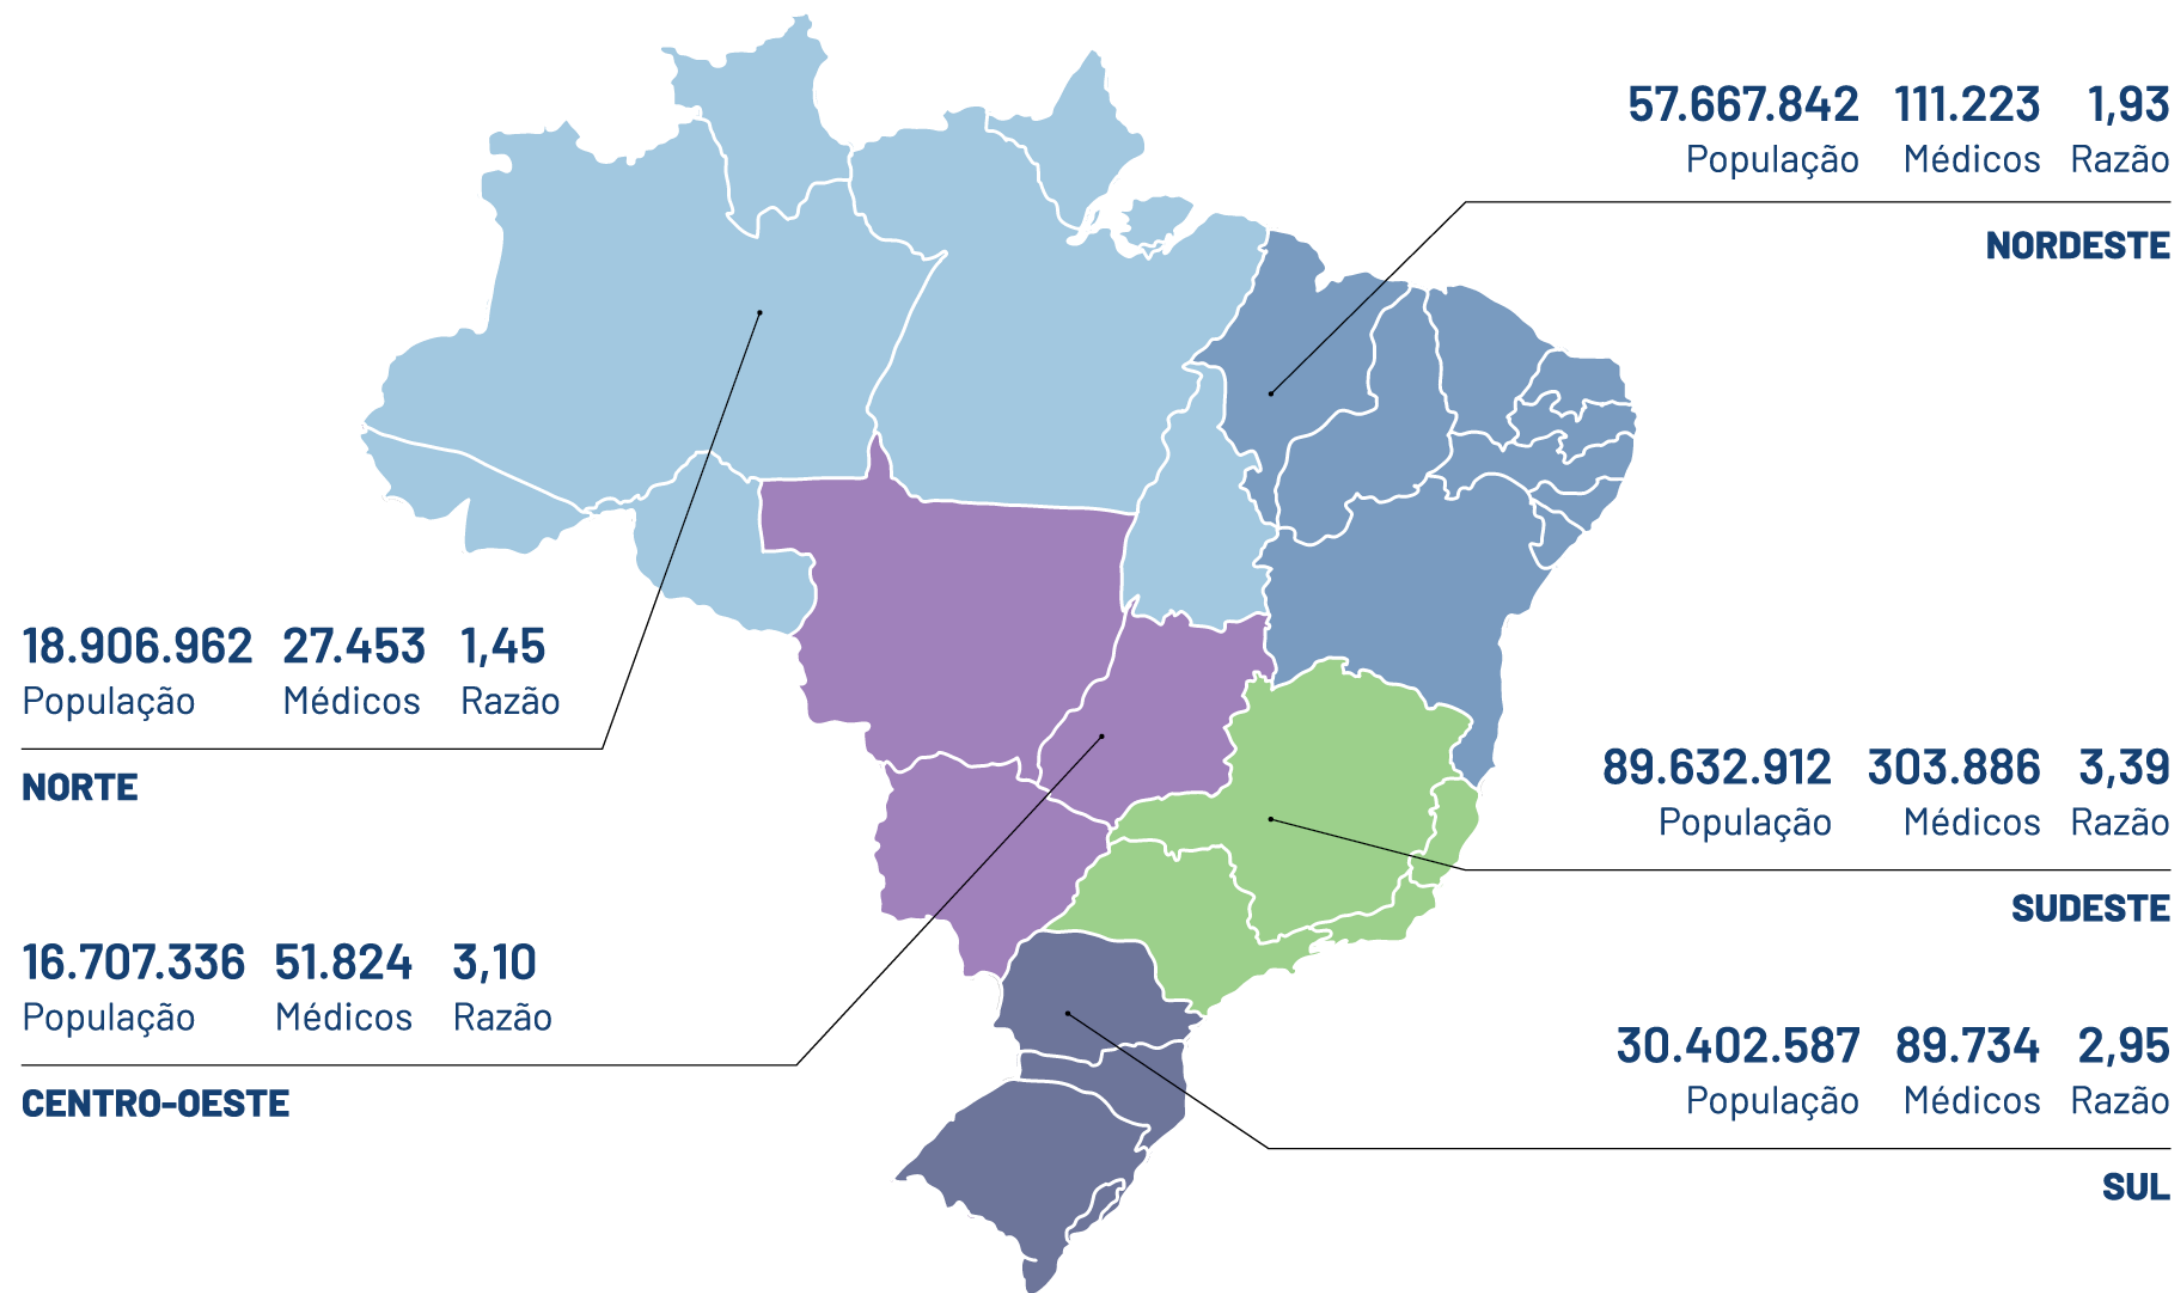 57.667.842 111.223 1,93
População Médicos Razão
NORDESTE
18.906.962 27.453 1,45
População Médicos Razão
NORTE
89.632.912 303.886 3,39
População Médicos Razão
SUDESTE
16.707.336 51.824 3,10
População Médicos Razão
CENTRO-OESTE
30.402.587 89.734 2,95
População Médicos Razão
SUL